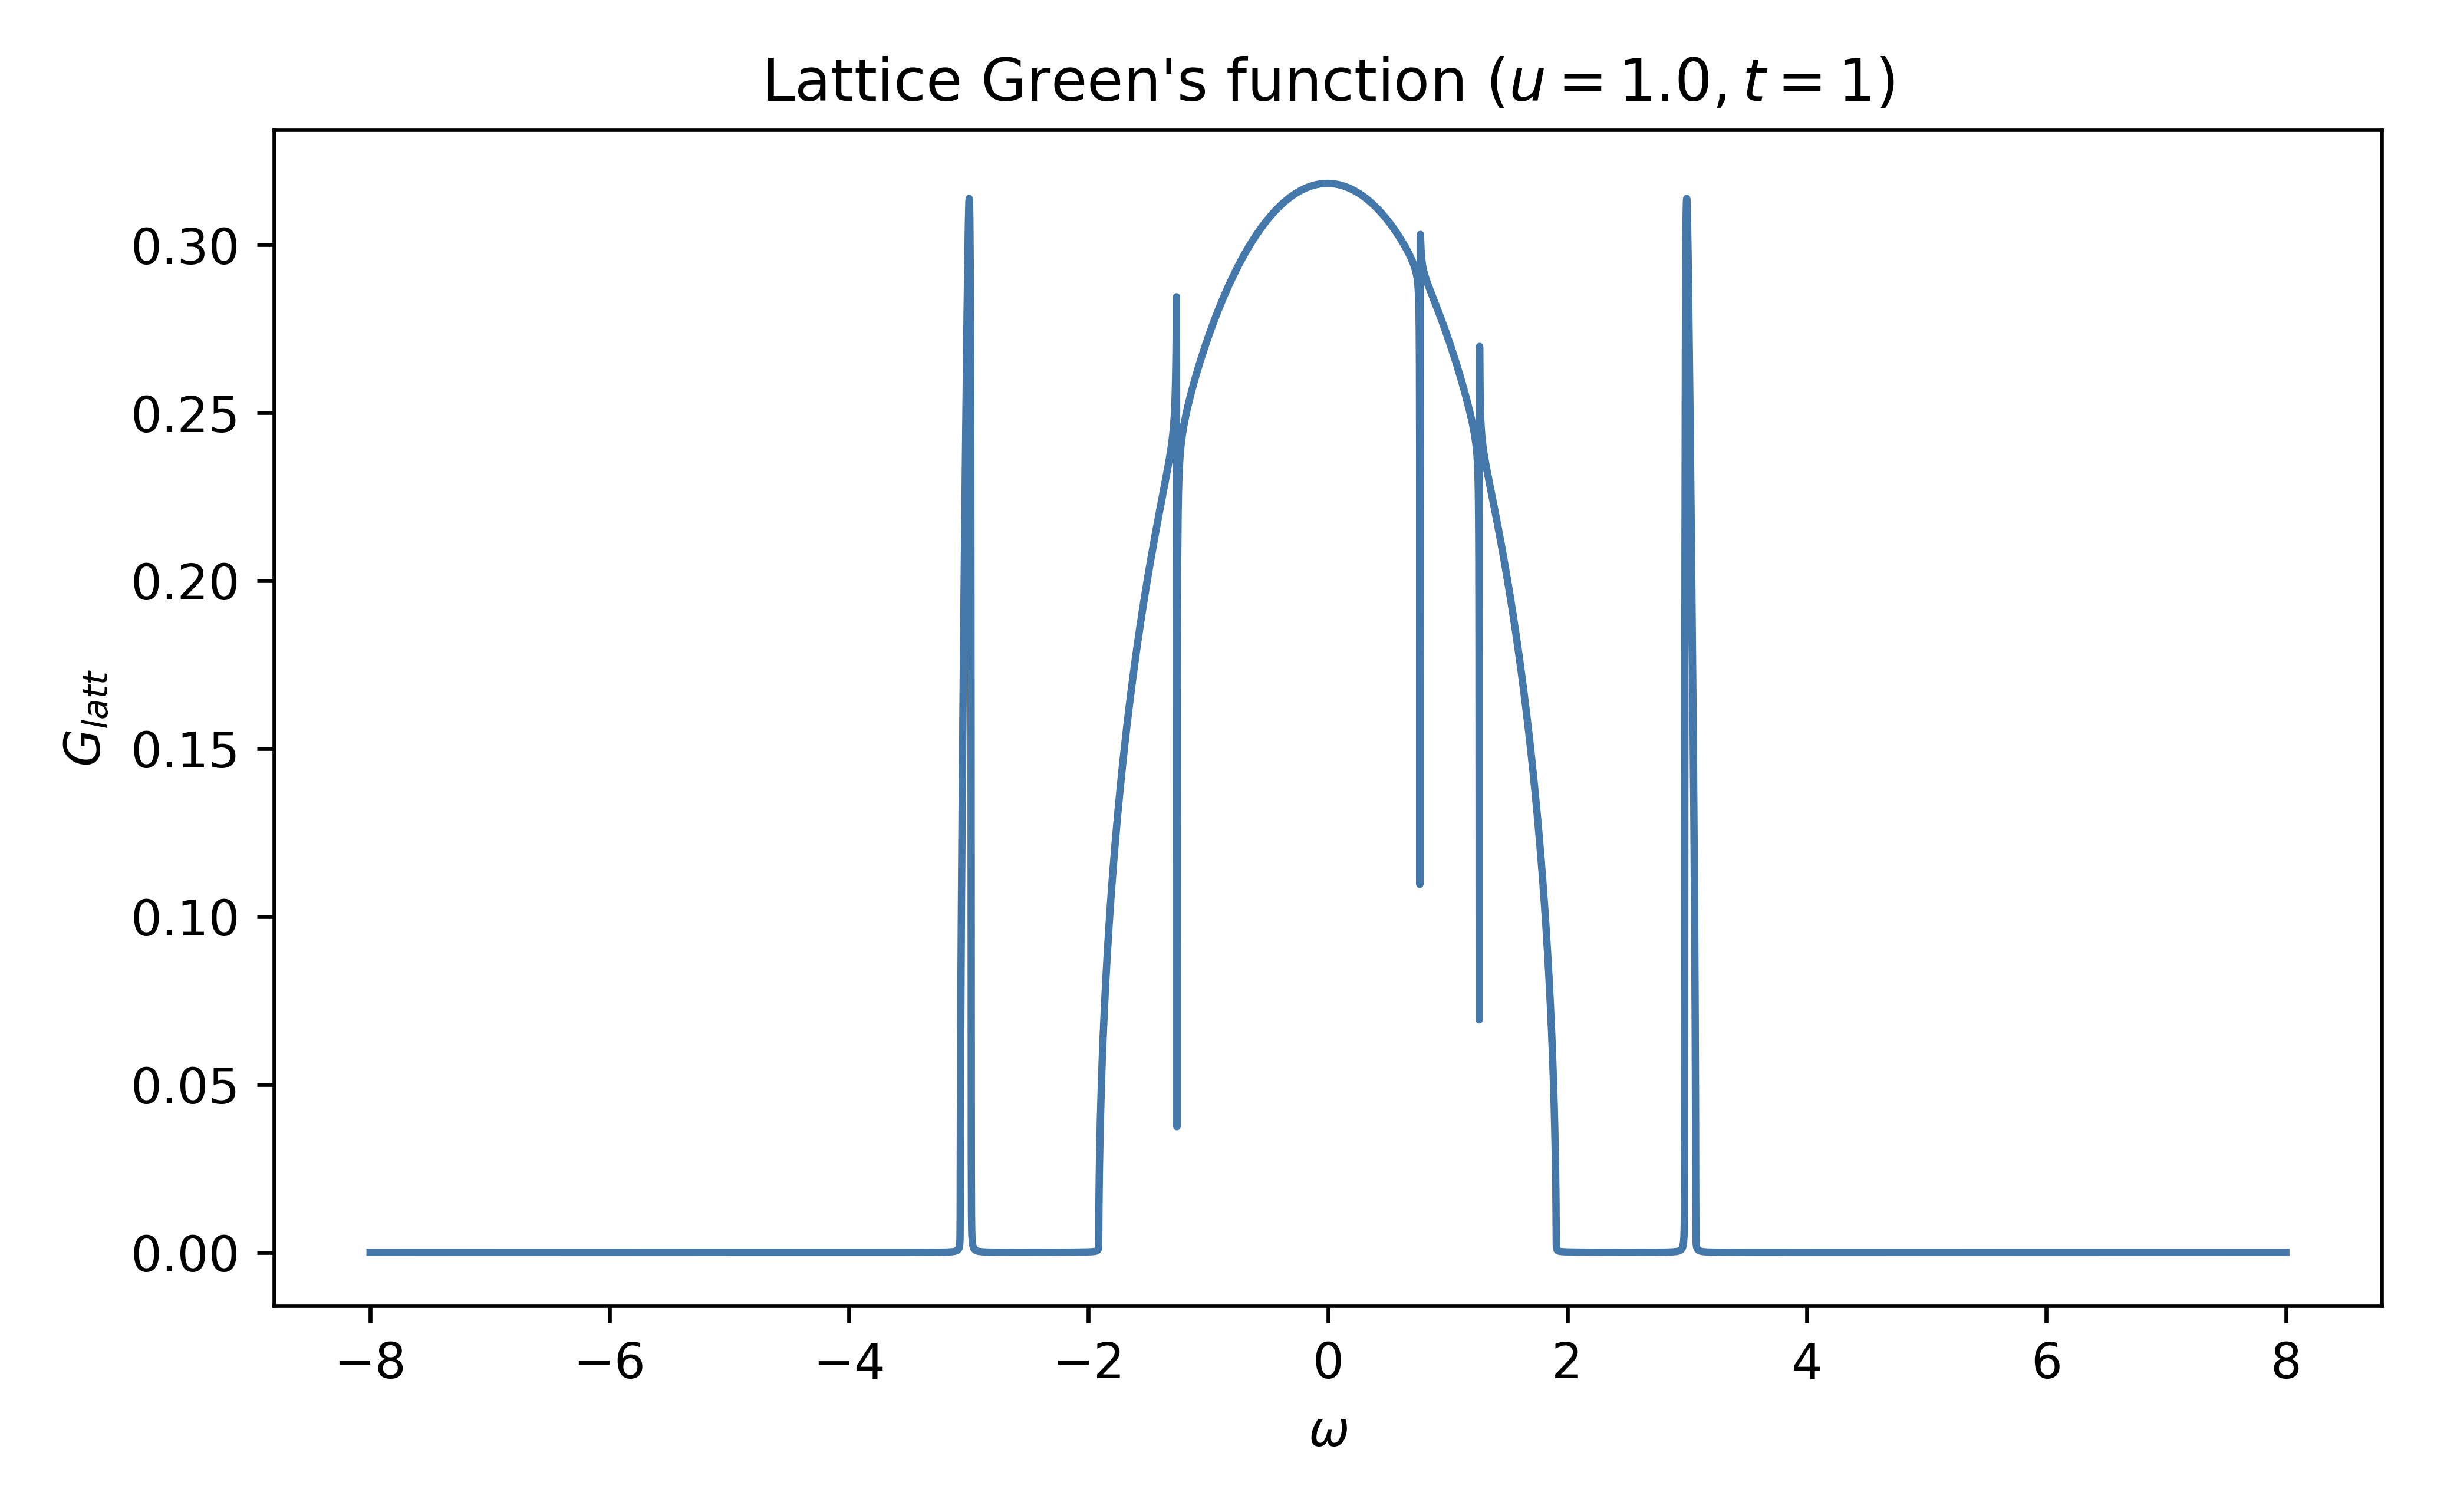 Lattice Green's function (u = 1.0, t = 1)
0.30
0.25
0.20
0.15
0.10
0.05
0.00
G_latt
−8 −6 −4 −2 0 2 4 6 8
ω